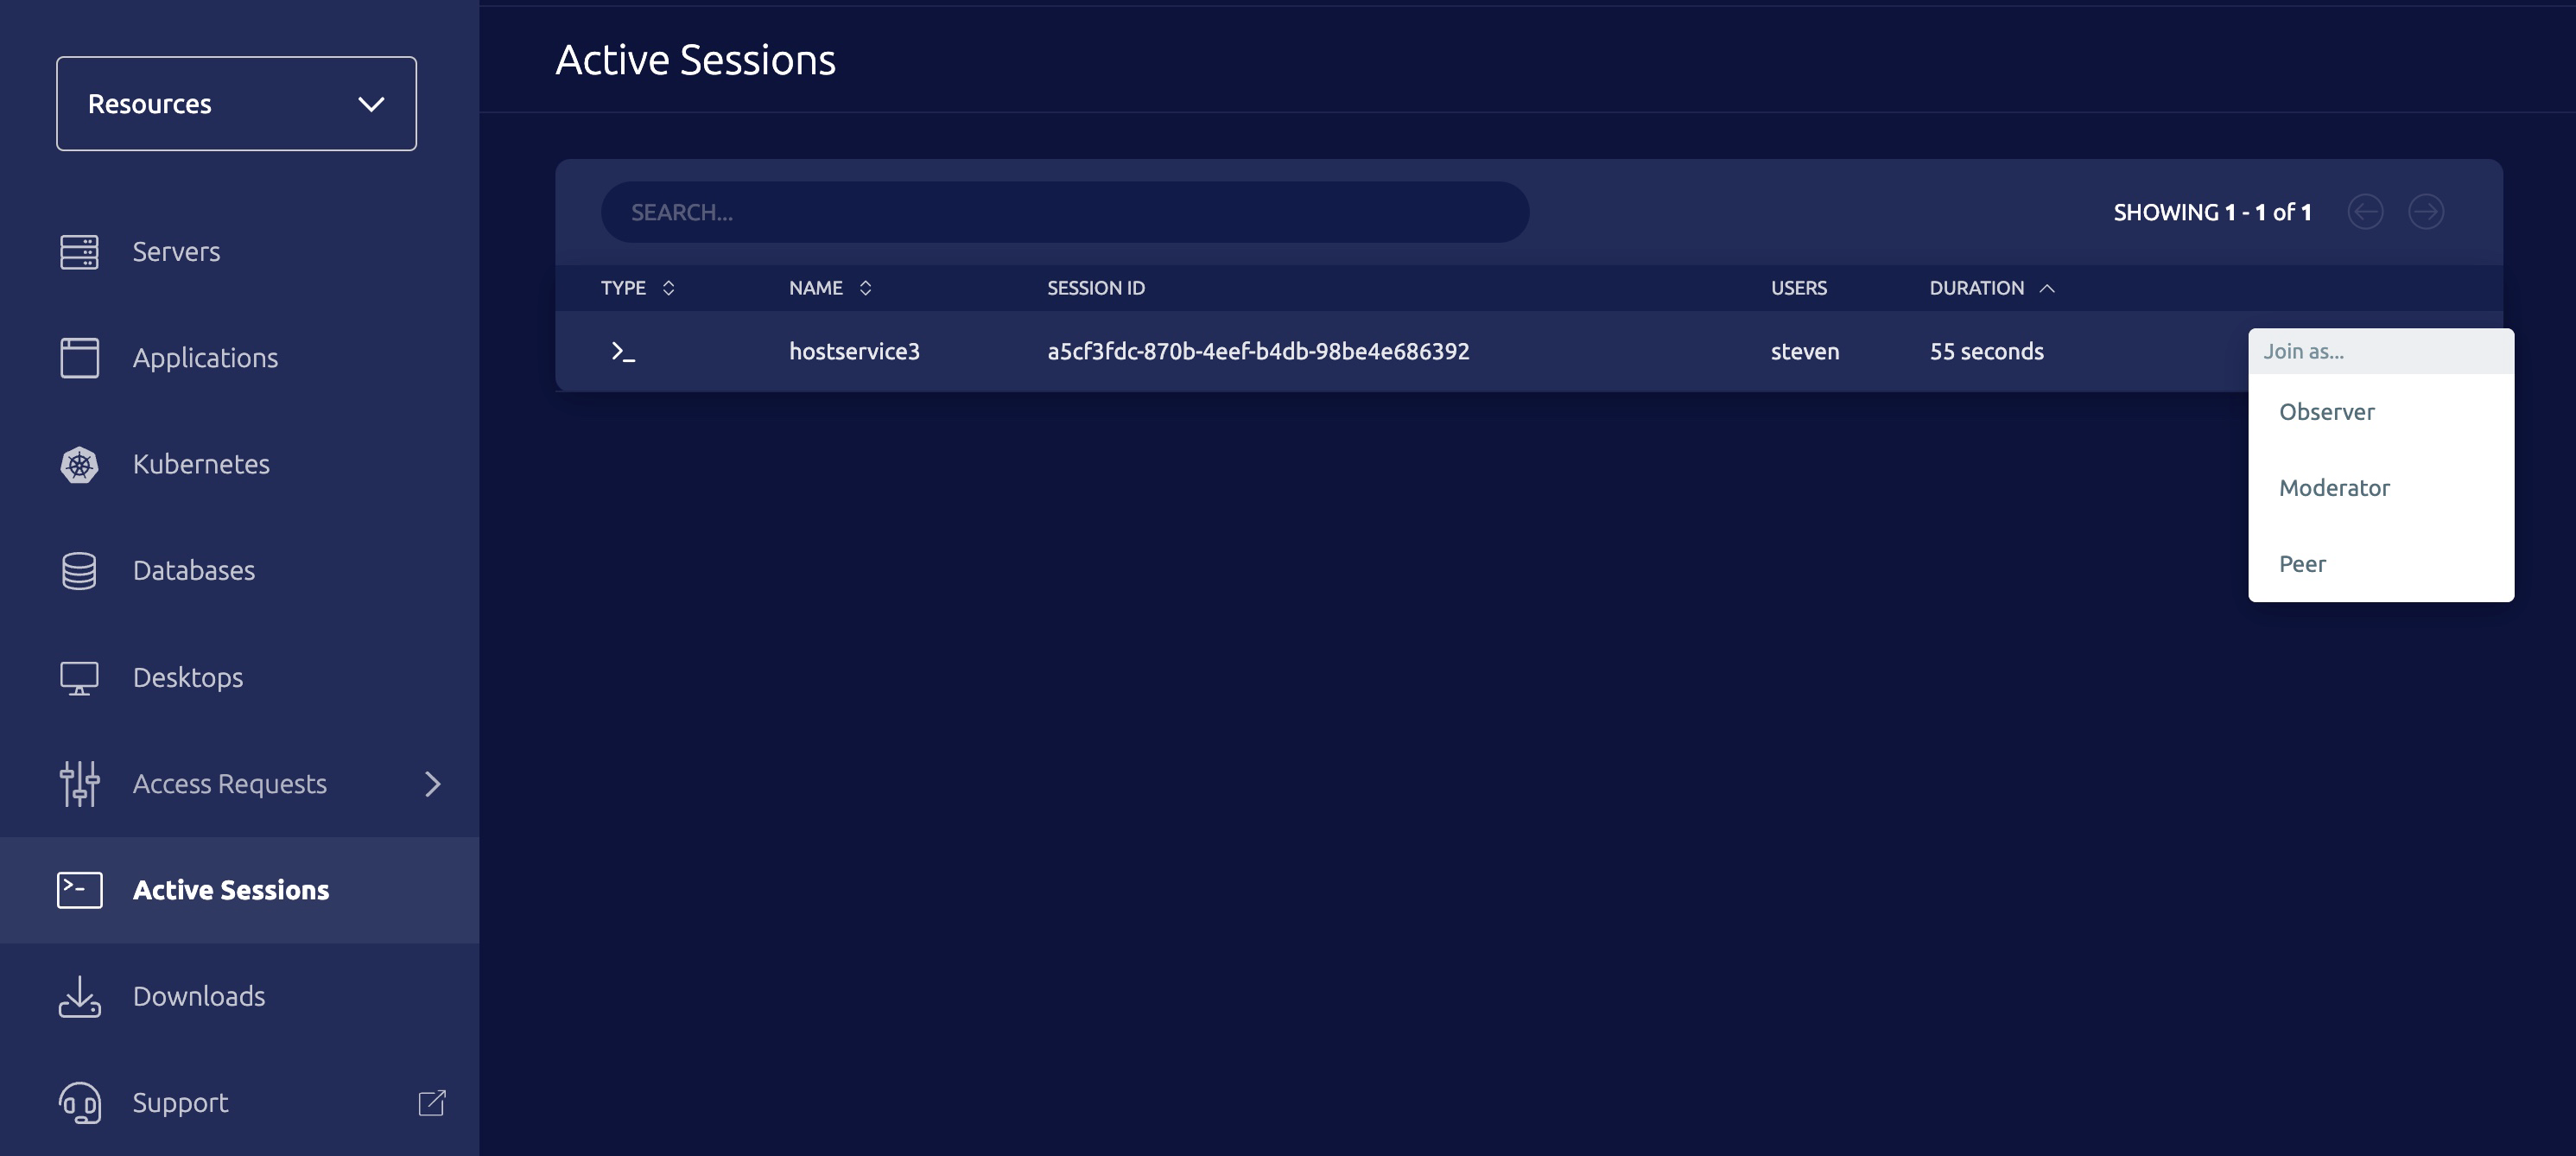 Resources
Servers
Applications
Kubernetes
Databases
Desktops
Access Requests
Active Sessions
Downloads
Support
Active Sessions
SEARCH...
SHOWING 1 - 1 of 1
TYPE NAME SESSION ID USERS DURATION
>_ hostservice3 a5cf3fdc-870b-4eef-b4db-98be4e686392 steven 55 seconds
Join as...
Observer
Moderator
Peer